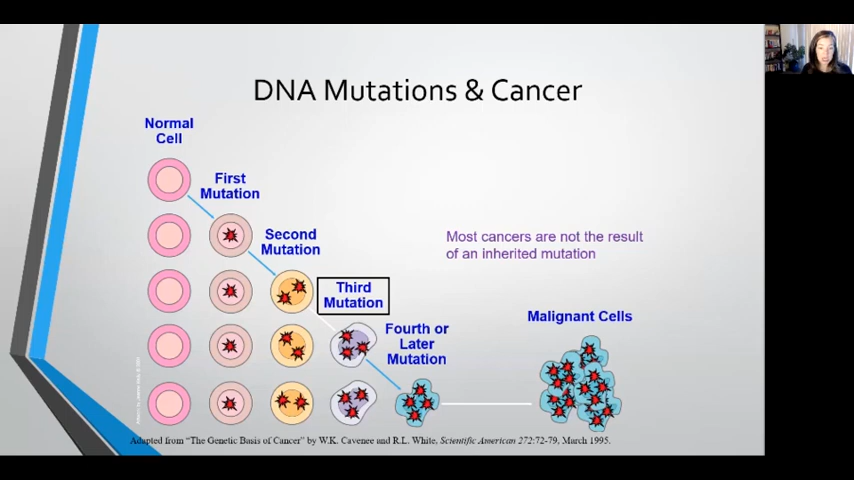 DNA Mutations & Cancer
Normal
Cell
First
Mutation
Second
Mutation
Most cancers are not the result
of an inherited mutation
Third
Mutation
Malignant Cells
Fourth or
Later
Mutation
Adapted from “The Genetic Basis of Cancer” by W.K. Cavenee and R.L. White, Scientific American 272:72-79, March 1995.